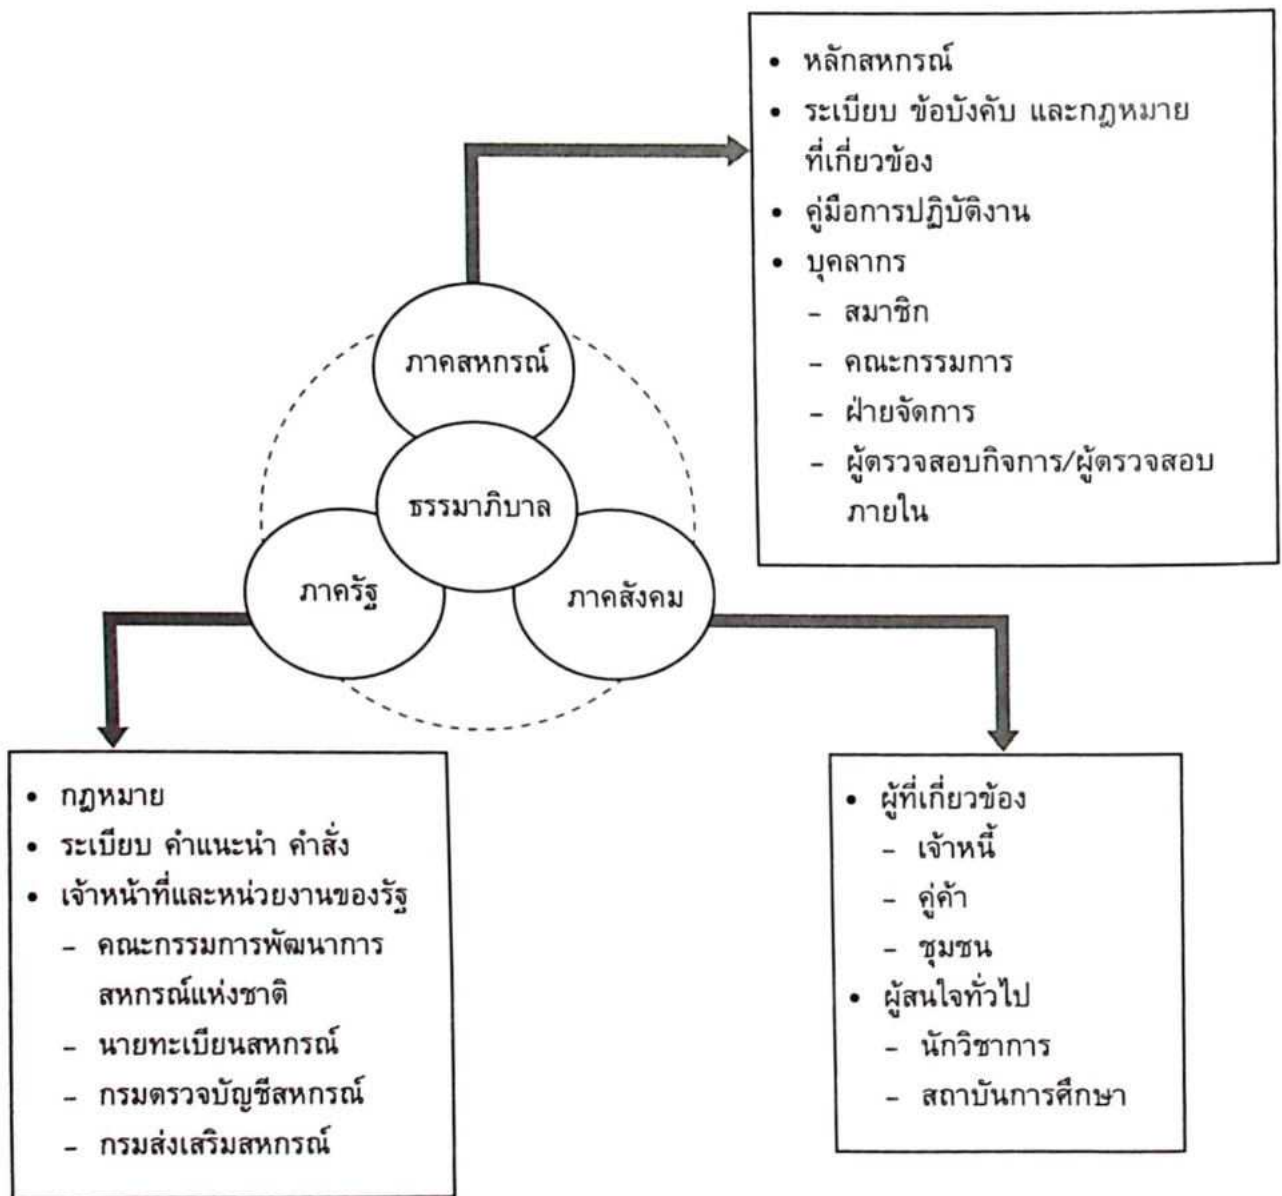 • หลักสหกรณ์
• ระเบียบ ข้อบังคับ และกฎหมาย
ที่เกี่ยวข้อง
• คู่มือการปฏิบัติงาน
• บุคลากร
– สมาชิก
– คณะกรรมการ
– ฝ่ายจัดการ
– ผู้ตรวจสอบกิจการ/ผู้ตรวจสอบ
ภายใน
ภาคสหกรณ์
ธรรมาภิบาล
ภาครัฐ
ภาคสังคม
• กฎหมาย
• ระเบียบ คำแนะนำ คำสั่ง
• เจ้าหน้าที่และหน่วยงานของรัฐ
– คณะกรรมการพัฒนาการ
สหกรณ์แห่งชาติ
– นายทะเบียนสหกรณ์
– กรมตรวจบัญชีสหกรณ์
– กรมส่งเสริมสหกรณ์
• ผู้ที่เกี่ยวข้อง
– เจ้าหนี้
– คู่ค้า
– ชุมชน
• ผู้สนใจทั่วไป
– นักวิชาการ
– สถาบันการศึกษา